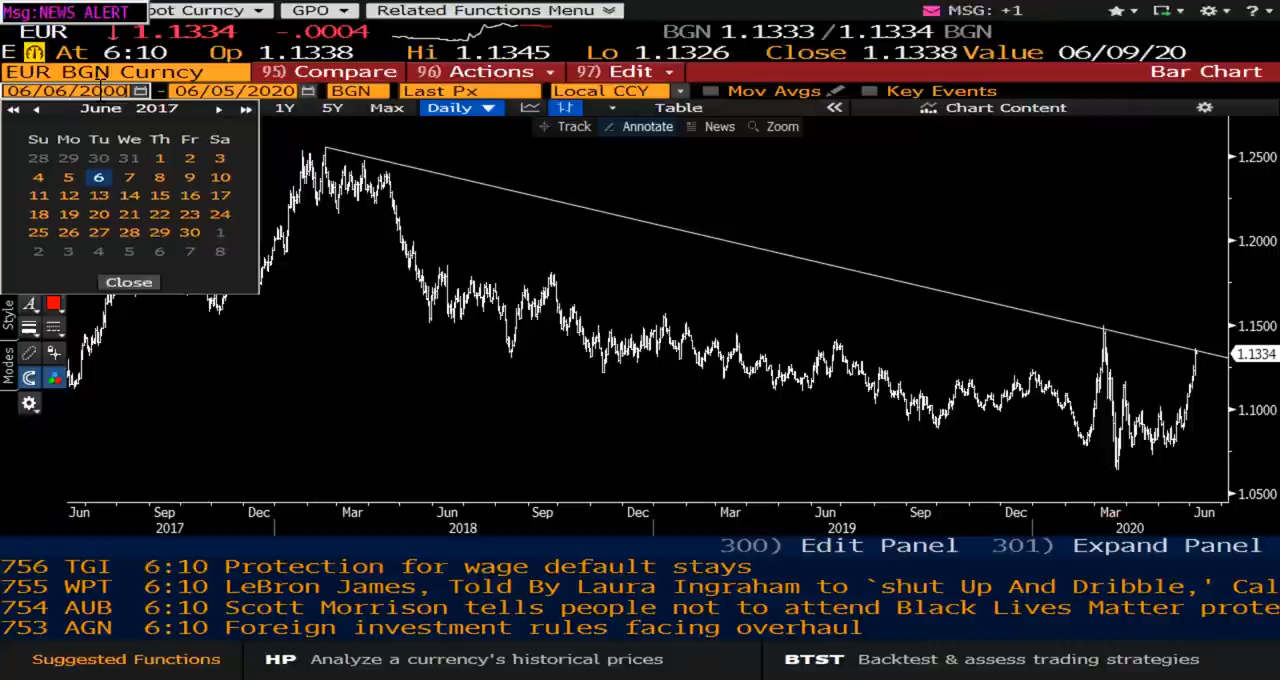 Msg:NEWS ALERT pot Curncy GPO Related Functions Menu MSG: +1 ?
EUR ↓ 1.1334 -.0004 BGN 1.1333 / 1.1334 BGN
E At 6:10 Op 1.1338 Hi 1.1345 Lo 1.1326 Close 1.1338 Value 06/09/20
EUR BGN Curncy 95) Compare 96) Actions 97) Edit Bar Chart
06/06/2000 - 06/05/2020 BGN Last Px Local CCY Mov Avgs Key Events
June 2017 1Y 5Y Max Daily Table « Chart Content
Track Annotate News Zoom
Su Mo Tu We Th Fr Sa
28 29 30 31 1 2 3
4 5 6 7 8 9 10
11 12 13 14 15 16 17
18 19 20 21 22 23 24
25 26 27 28 29 30 1
2 3 4 5 6 7 8
Close
Style
Modes
A
1.2500
1.2000
1.1500
1.1334
1.1000
1.0500
Jun Sep Dec Mar Jun Sep Dec Mar Jun Sep Dec Mar Jun
2017 2018 2019 2020
300) Edit Panel 301) Expand Panel
756 TGI 6:10 Protection for wage default stays
755 WPT 6:10 LeBron James, Told By Laura Ingraham to `shut Up And Dribble,' Cal
754 AUB 6:10 Scott Morrison tells people not to attend Black Lives Matter prote
753 AGN 6:10 Foreign investment rules facing overhaul
Suggested Functions HP Analyze a currency's historical prices BTST Backtest & assess trading strategies